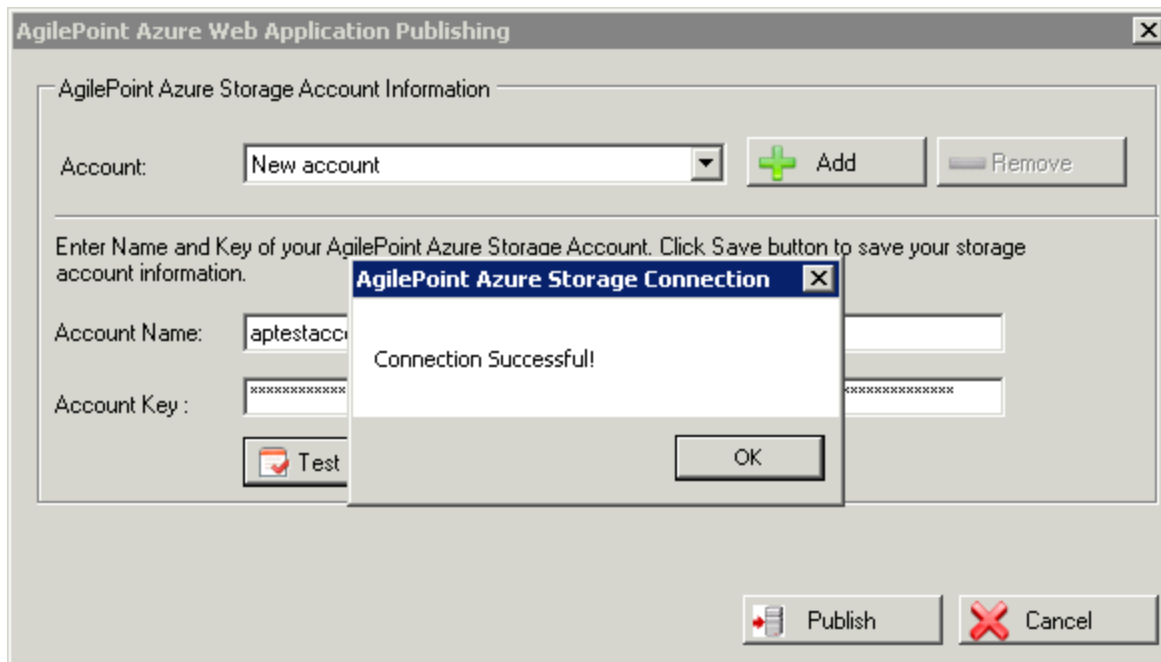 AgilePoint Azure Web Application Publishing
AgilePoint Azure Storage Account Information
Account:
New account
Add
Remove
Enter Name and Key of your AgilePoint Azure Storage Account. Click Save button to save your storage
account information.
AgilePoint Azure Storage Connection
Connection Successful!
OK
Account Name:
Account Key :
Test
Publish
Cancel